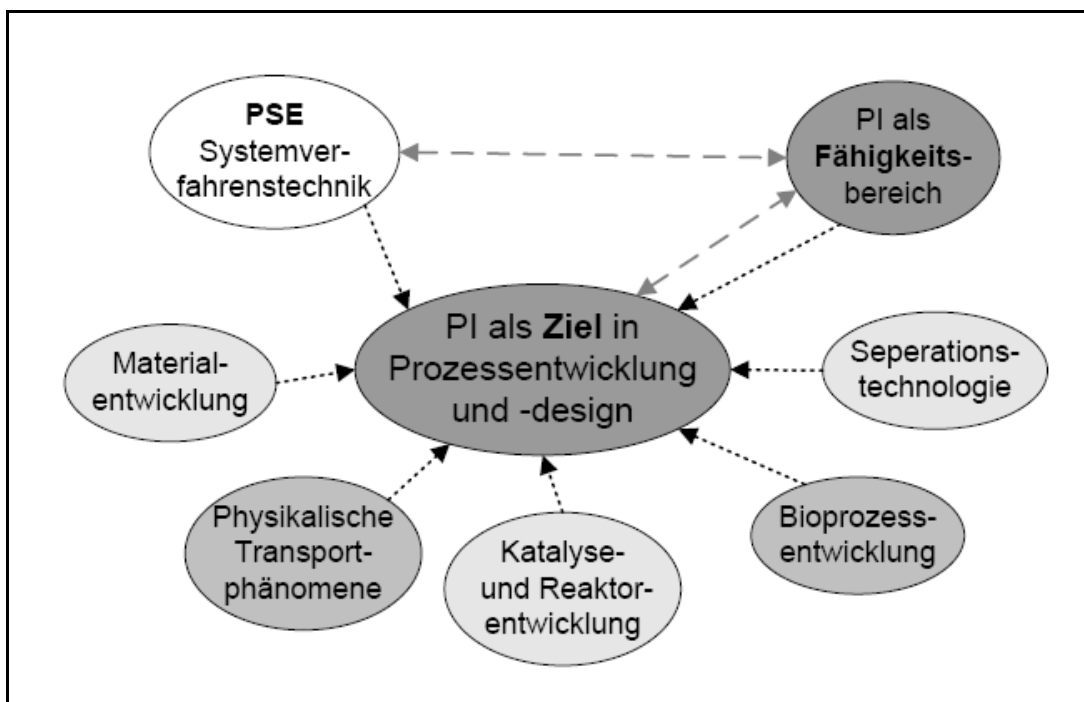 PSE
Systemver-
fahrenstechnik
PI als
Fähigkeits-
bereich
PI als Ziel in
Prozessentwicklung
und -design
Material-
entwicklung
Seperations-
technologie
Physikalische
Transport-
phänomene
Katalyse-
und Reaktor-
entwicklung
Bioprozess-
entwicklung